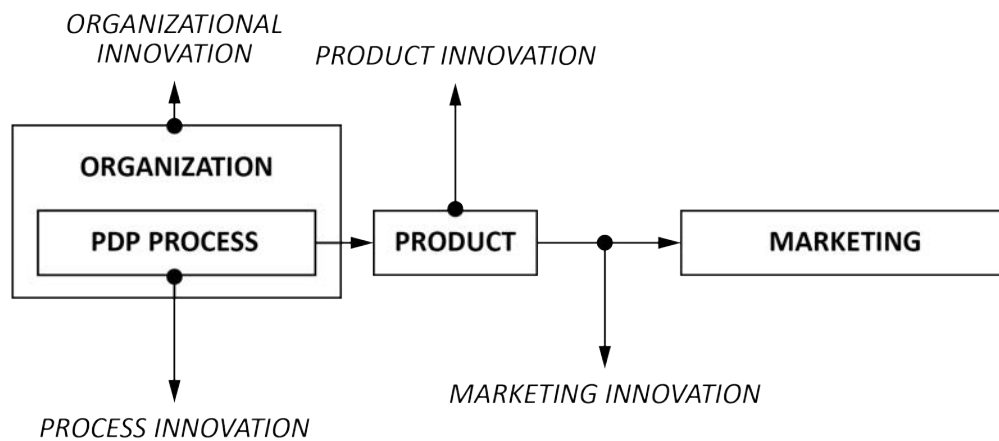 ORGANIZATIONAL
INNOVATION
PRODUCT INNOVATION
ORGANIZATION
PDP PROCESS
PRODUCT
MARKETING
MARKETING INNOVATION
PROCESS INNOVATION